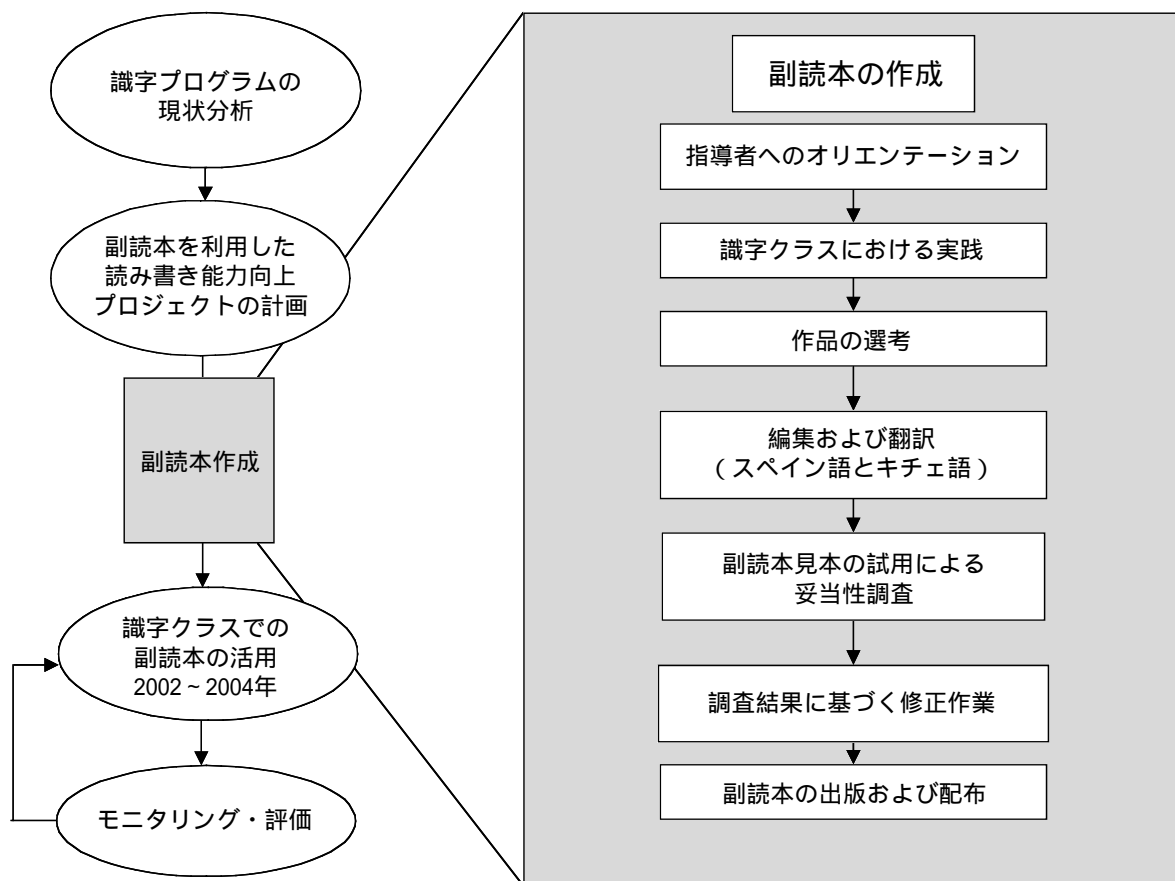 識字プログラムの
現状分析
副読本を利用した
読み書き能力向上
プロジェクトの計画
副読本作成
識字クラスでの
副読本の活用
2002~2004年
モニタリング・評価
副読本の作成
指導者へのオリエンテーション
識字クラスにおける実践
作品の選考
編集および翻訳
(スペイン語とキチェ語)
副読本見本の試用による
妥当性調査
調査結果に基づく修正作業
副読本の出版および配布